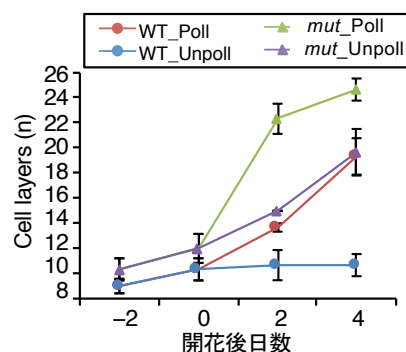 WT_Poll
mut_Poll
WT_Unpoll
mut_Unpoll
Cell layers (n)
26
24
22
20
18
16
14
12
10
8
−2 0 2 4
開花後日数